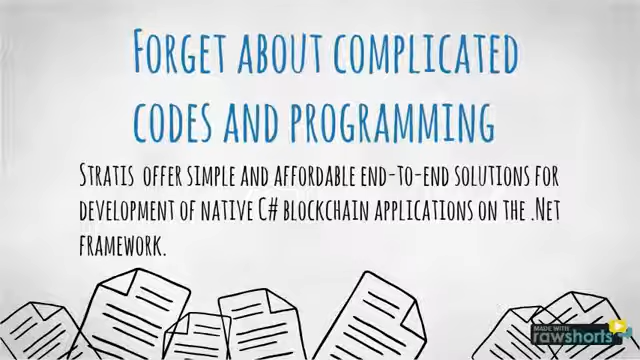 Forget about complicated
codes and programming
Stratis offer simple and affordable end-to-end solutions for
development of native C# blockchain applications on the .Net
framework.
MADE WITH
rawshorts